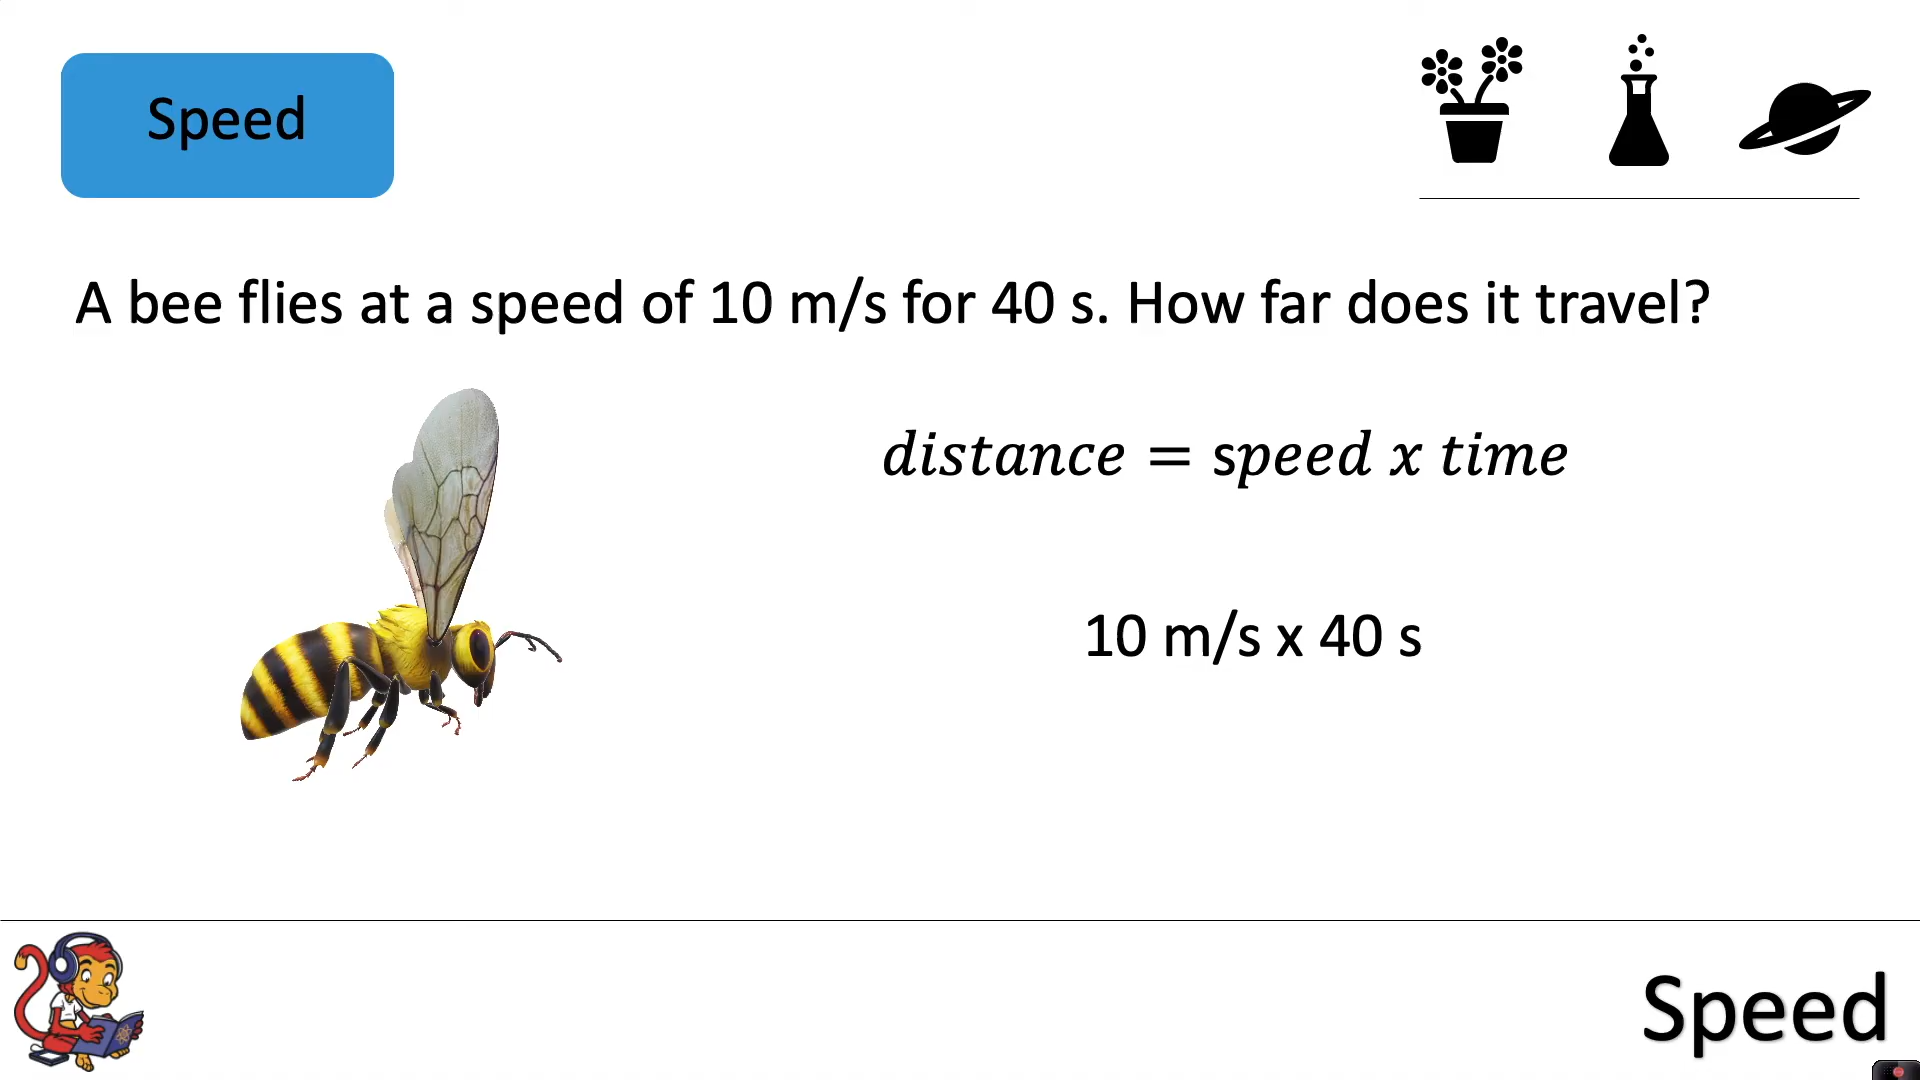 Speed
A bee flies at a speed of 10 m/s for 40 s. How far does it travel?
distance = speed x time
10 m/s x 40 s
Speed